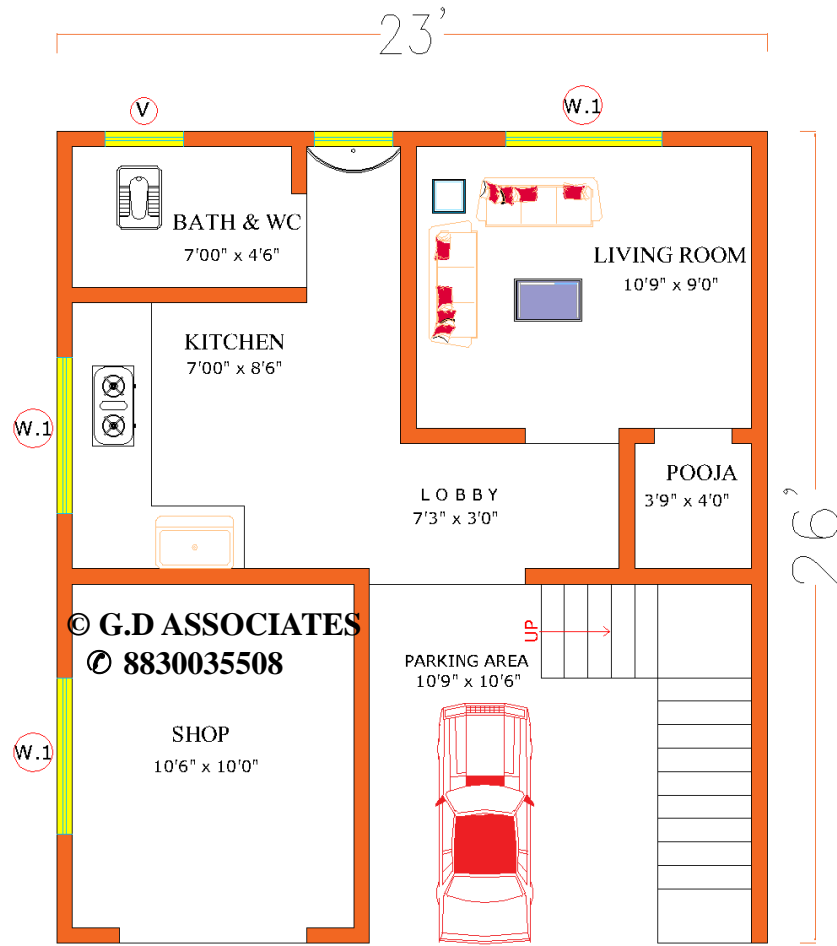 23'
V
W.1
BATH & WC
7'00" x 4'6"
LIVING ROOM
10'9" x 9'0"
KITCHEN
7'00" x 8'6"
W.1
POOJA
3'9" x 4'0"
LOBBY
7'3" x 3'0"
26'
© G.D ASSOCIATES
✆ 8830035508
UP
PARKING AREA
10'9" x 10'6"
SHOP
10'6" x 10'0"
W.1